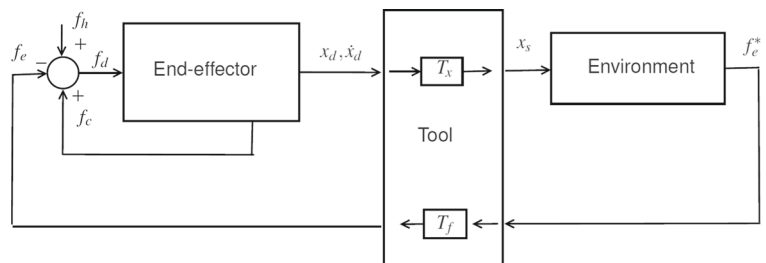 f_h
f_e
−
+
f_d
End-effector
x_d, ẋ_d
T_x
x_s
Environment
f_e^*
+
f_c
Tool
T_f